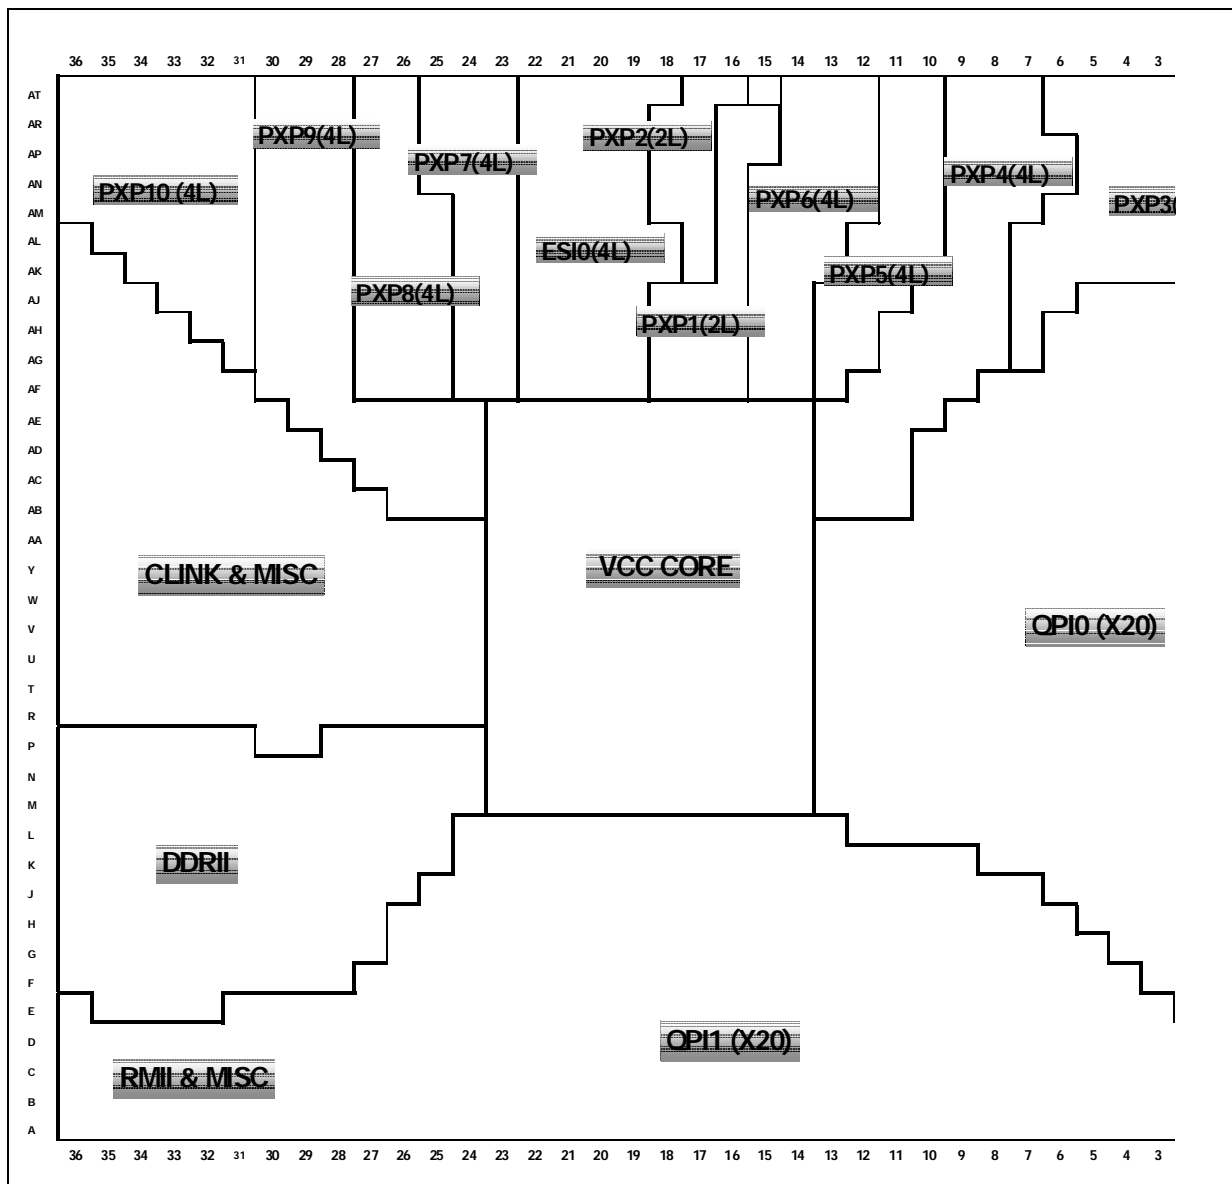 36 35 34 33 32 31 30 29 28 27 26 25 24 23 22 21 20 19 18 17 16 15 14 13 12 11 10 9 8 7 6 5 4 3
AT
AR
PXP9(4L) PXP2(2L)
AP
PXP7(4L) PXP4(4L)
AN
PXP10 (4L) PXP6(4L) PXP3(
AM
AL
ESI0(4L)
AK
PXP5(4L)
AJ
PXP8(4L)
AH
PXP1(2L)
AG
AF
AE
AD
AC
AB
AA
Y
CLINK & MISC VCC CORE
W
V
QPI0 (X20)
U
T
R
P
N
M
L
K
DDRII
J
H
G
F
E
D
QPI1 (X20)
C
RMII & MISC
B
A
36 35 34 33 32 31 30 29 28 27 26 25 24 23 22 21 20 19 18 17 16 15 14 13 12 11 10 9 8 7 6 5 4 3